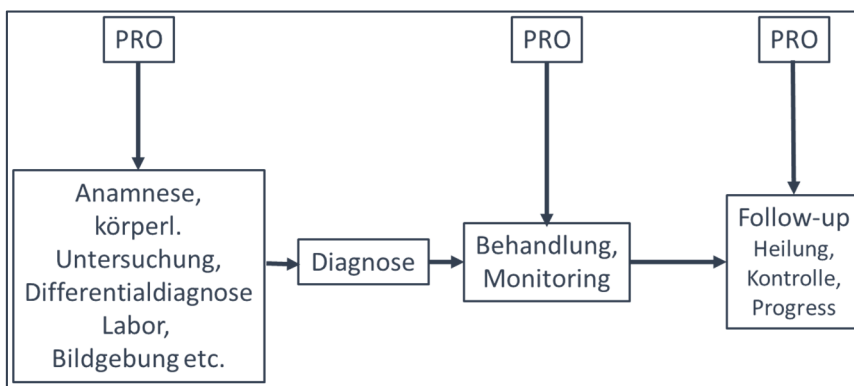 PRO
PRO
PRO
Anamnese,
körperl.
Untersuchung,
Differentialdiagnose
Labor,
Bildgebung etc.
Diagnose
Behandlung,
Monitoring
Follow-up
Heilung,
Kontrolle,
Progress